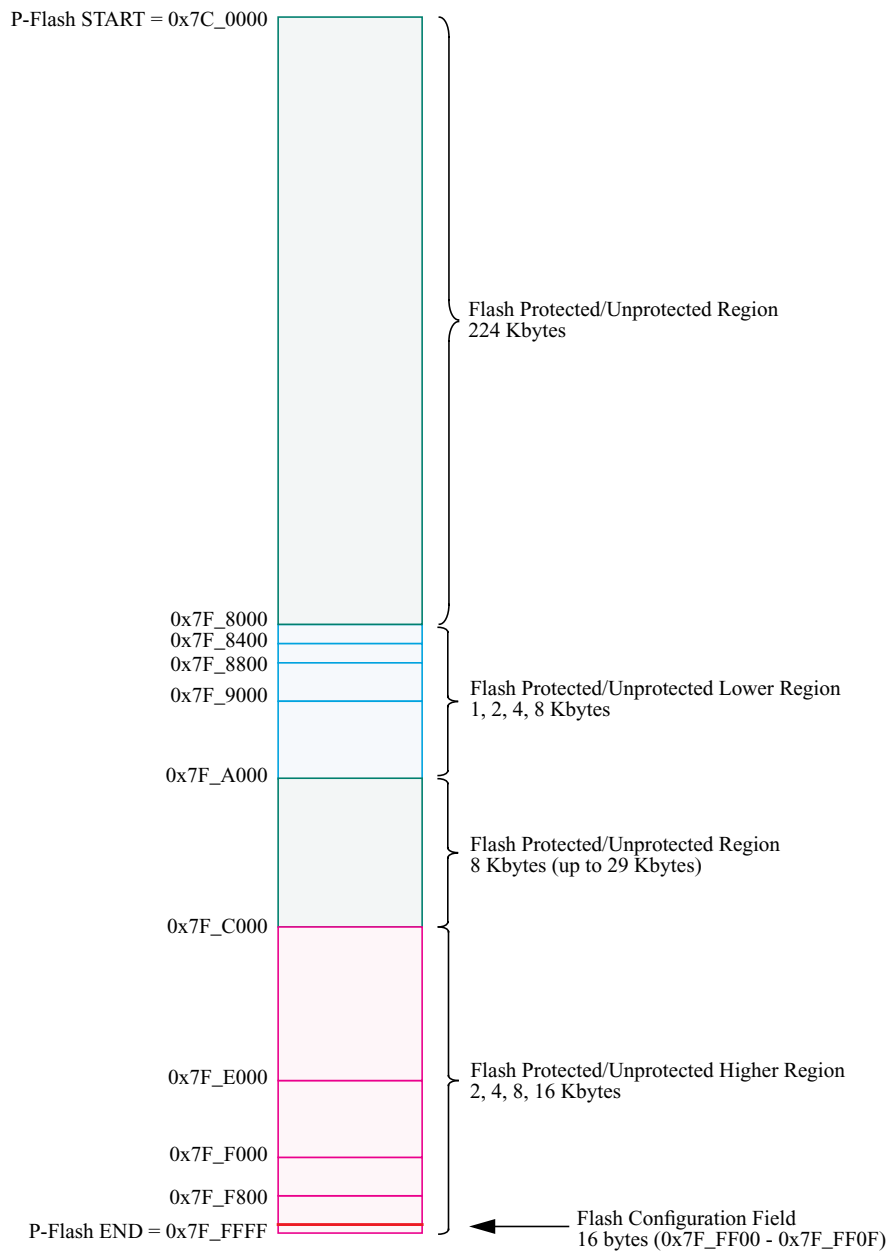 P-Flash START = 0x7C_0000
Flash Protected/Unprotected Region
224 Kbytes
0x7F_8000
0x7F_8400
0x7F_8800
0x7F_9000
Flash Protected/Unprotected Lower Region
1, 2, 4, 8 Kbytes
0x7F_A000
Flash Protected/Unprotected Region
8 Kbytes (up to 29 Kbytes)
0x7F_C000
0x7F_E000
Flash Protected/Unprotected Higher Region
2, 4, 8, 16 Kbytes
0x7F_F000
0x7F_F800
P-Flash END = 0x7F_FFFF
Flash Configuration Field
16 bytes (0x7F_FF00 - 0x7F_FF0F)